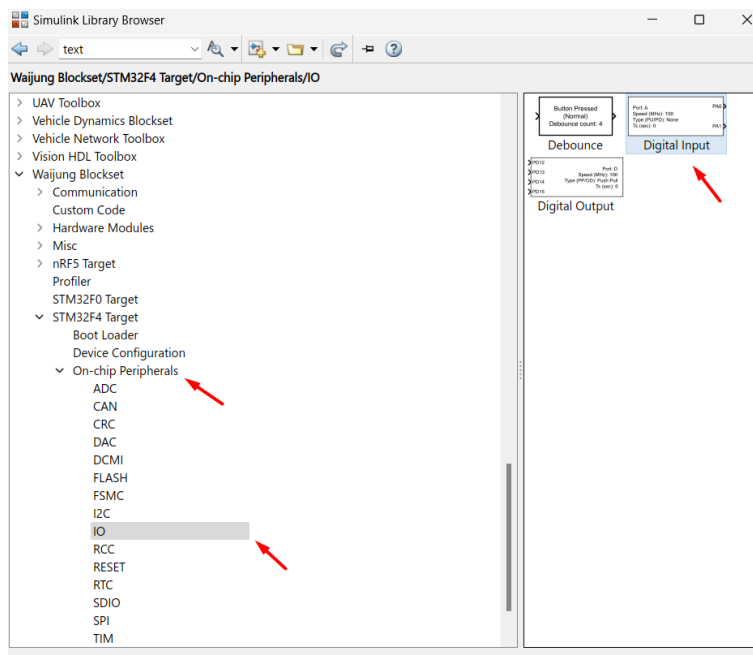 Simulink Library Browser
text
Waijung Blockset/STM32F4 Target/On-chip Peripherals/IO
UAV Toolbox
Vehicle Dynamics Blockset
Vehicle Network Toolbox
Vision HDL Toolbox
Waijung Blockset
Communication
Custom Code
Hardware Modules
Misc
nRF5 Target
Profiler
STM32F0 Target
STM32F4 Target
Boot Loader
Device Configuration
On-chip Peripherals
ADC
CAN
CRC
DAC
DCMI
FLASH
FSMC
I2C
IO
RCC
RESET
RTC
SDIO
SPI
TIM
Button Pressed
(Normal)
Debounce count: 4
Debounce
Port: A
Speed (MHz): 100
Type (PU/PD): None
Ts (sec): 0
PA0
PA1
Digital Input
PD12
PD13
PD14
PD15
Port: D
Speed (MHz): 100
Type (PP/OD): Push Pull
Ts (sec): 0
Digital Output